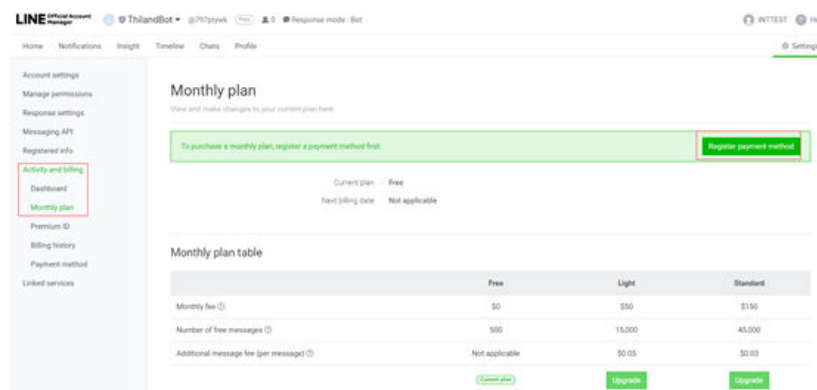 LINE Official Account Manager
ThilandBot @797ptywk Free 0 Response mode : Bot INTTEST
Home Notifications Insight Timeline Chats Profile Settings
Account settings
Manage permissions
Response settings
Messaging API
Registered info
Activity and billing
Dashboard
Monthly plan
Premium ID
Billing history
Payment method
Linked services
Monthly plan
View and make changes to your current plan here.
To purchase a monthly plan, register a payment method first.
Register payment method
Current plan Free
Next billing date Not applicable
Monthly plan table
Free Light Standard
Monthly fee $0 $50 $150
Number of free messages 500 15,000 45,000
Additional message fee (per message) Not applicable $0.05 $0.03
Current plan Upgrade Upgrade